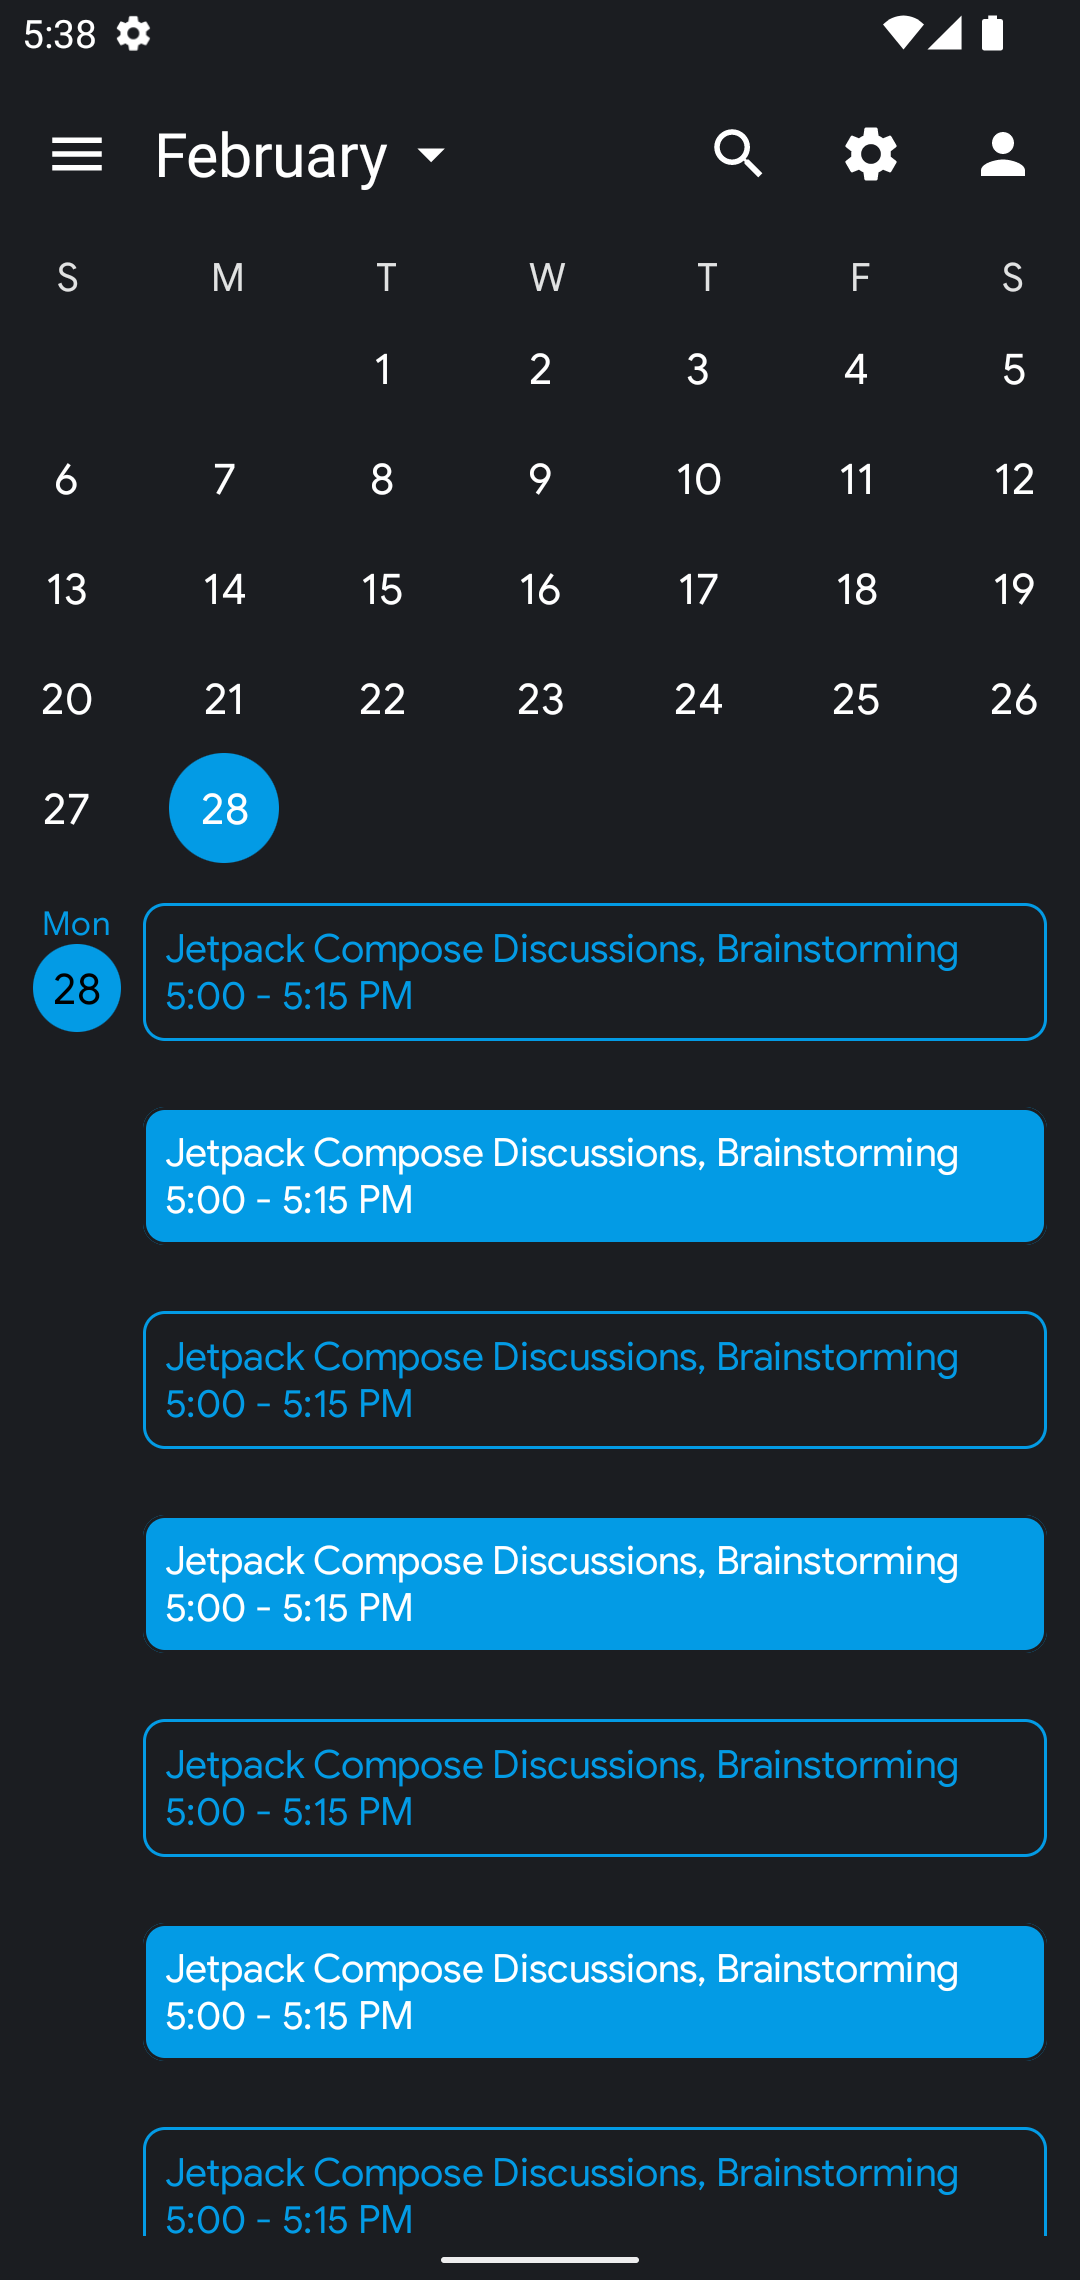 5:38
February
S M T W T F S
1 2 3 4 5
6 7 8 9 10 11 12
13 14 15 16 17 18 19
20 21 22 23 24 25 26
27 28
Mon
28
Jetpack Compose Discussions, Brainstorming
5:00 - 5:15 PM
Jetpack Compose Discussions, Brainstorming
5:00 - 5:15 PM
Jetpack Compose Discussions, Brainstorming
5:00 - 5:15 PM
Jetpack Compose Discussions, Brainstorming
5:00 - 5:15 PM
Jetpack Compose Discussions, Brainstorming
5:00 - 5:15 PM
Jetpack Compose Discussions, Brainstorming
5:00 - 5:15 PM
Jetpack Compose Discussions, Brainstorming
5:00 - 5:15 PM